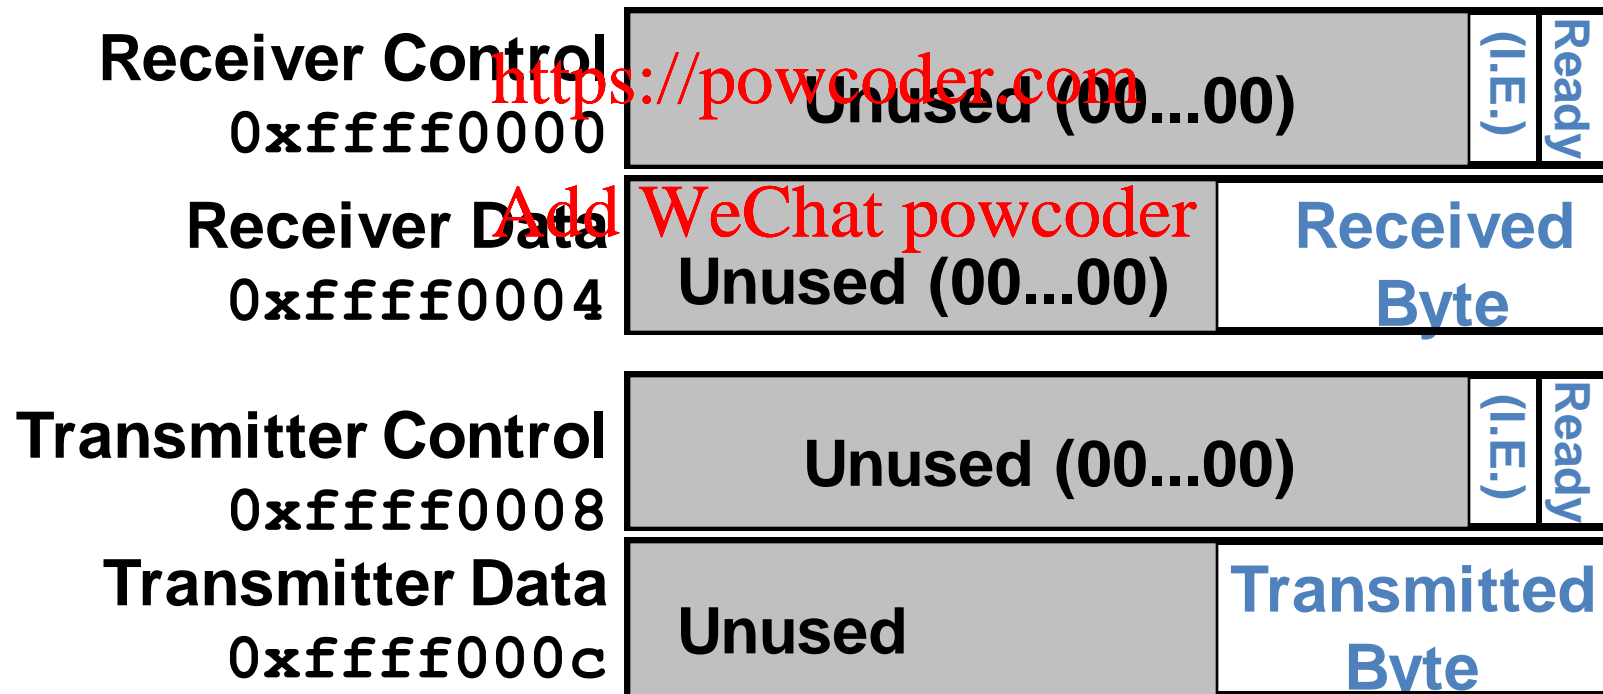 Receiver Control
0xffff0000
Unused (00...00)
(I.E.)
Ready
https://powcoder.com
Receiver Data
0xffff0004
Unused (00...00)
Received
Byte
Add WeChat powcoder
Transmitter Control
0xffff0008
Unused (00...00)
(I.E.)
Ready
Transmitter Data
0xffff000c
Unused
Transmitted
Byte